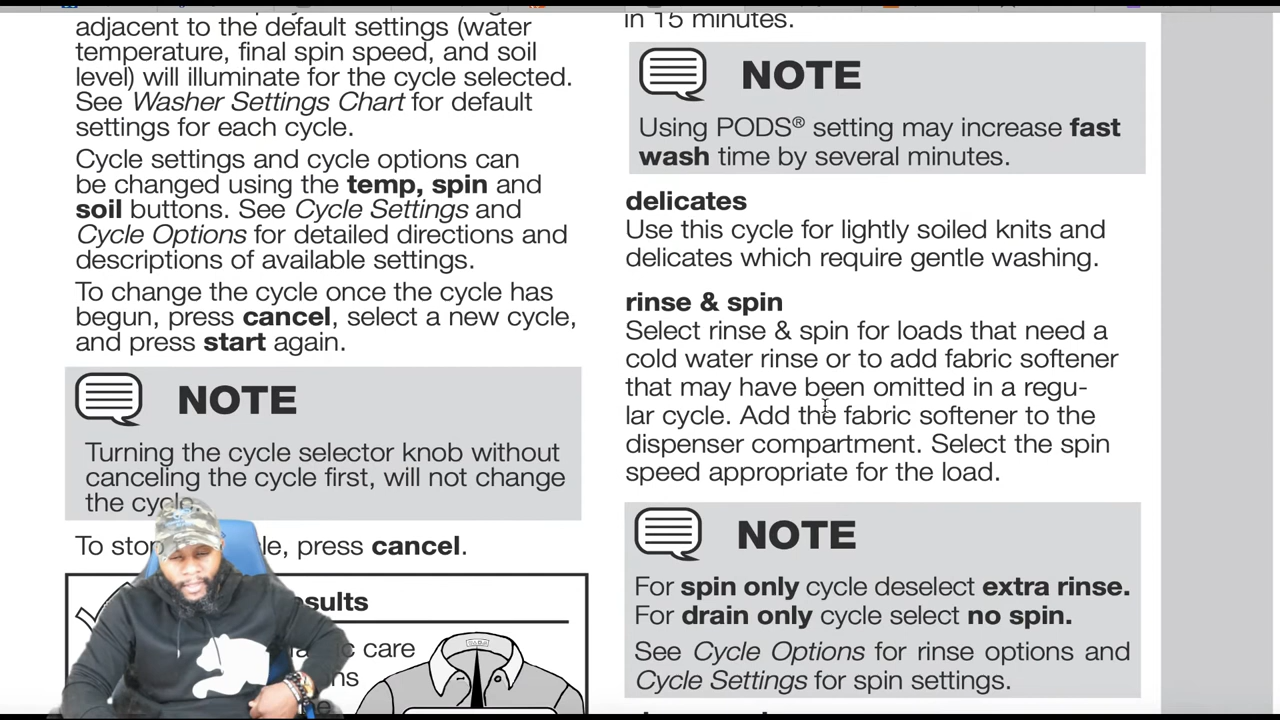 adjacent to the default settings (water
temperature, final spin speed, and soil
level) will illuminate for the cycle selected.
See Washer Settings Chart for default
settings for each cycle.
Cycle settings and cycle options can
be changed using the temp, spin and
soil buttons. See Cycle Settings and
Cycle Options for detailed directions and
descriptions of available settings.
To change the cycle once the cycle has
begun, press cancel, select a new cycle,
and press start again.
NOTE
Turning the cycle selector knob without
canceling the cycle first, will not change
the cycle.
To stop le, press cancel.
sults
c care
ns
in 15 minutes.
NOTE
Using PODS® setting may increase fast
wash time by several minutes.
delicates
Use this cycle for lightly soiled knits and
delicates which require gentle washing.
rinse & spin
Select rinse & spin for loads that need a
cold water rinse or to add fabric softener
that may have been omitted in a regu-
lar cycle. Add the fabric softener to the
dispenser compartment. Select the spin
speed appropriate for the load.
NOTE
For spin only cycle deselect extra rinse.
For drain only cycle select no spin.
See Cycle Options for rinse options and
Cycle Settings for spin settings.